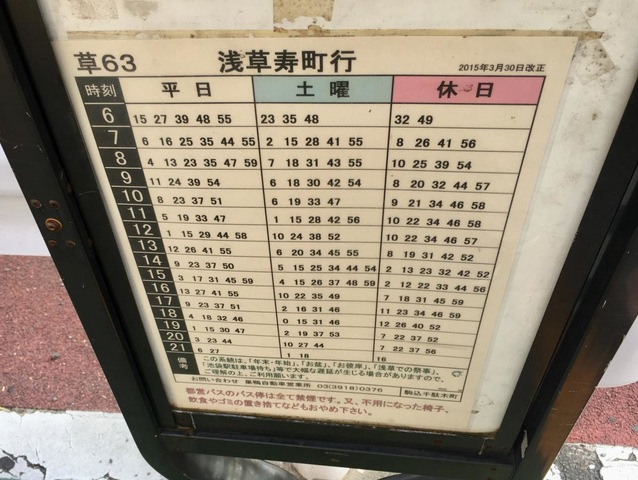 草63 浅草寿町行 2015年3月30日改正
時刻 平日 土曜 休日
6 15 27 39 48 55 23 35 48 32 49
7 6 16 25 35 44 55 2 15 28 41 55 8 26 41 56
8 4 13 23 35 47 59 7 18 31 43 55 10 25 39 54
9 11 24 39 54 6 18 30 42 54 8 20 32 44 57
10 8 23 37 51 6 19 33 47 9 21 34 46 58
11 5 19 33 47 1 15 28 42 56 10 22 34 46 58
12 1 15 29 44 58 10 24 38 52 10 22 34 46 57
13 12 26 41 55 6 20 34 45 55 8 19 31 42 52
14 9 23 37 50 5 15 25 34 44 54 2 13 23 32 42 52
15 3 17 31 45 59 4 15 26 37 48 59 2 12 22 33 44 56
16 13 27 41 55 10 22 35 49 7 18 31 45 59
17 9 23 37 51 2 16 31 46 11 23 34 46 59
18 4 18 32 46 0 15 31 46 12 26 40 52
19 1 15 30 47 2 19 37 53 7 22 37 52
20 3 23 44 10 27 44 7 22 37 56
21 6 27 1 18 16
備考 この系統は、「年末・年始」、「お盆」、「お彼岸」、「浅草での祭事」、
「池袋駅駐車場待ち」等で大幅な遅延が生じる場合がありますので、
ご理解の上、ご利用願います。
お問い合わせ 巣鴨自動車営業所 03(3918)0376 駒込千駄木町
都営バスのバス停は全て禁煙です。又、不用になった椅子、
飲食やゴミの置き捨てなどもおやめ下さい。